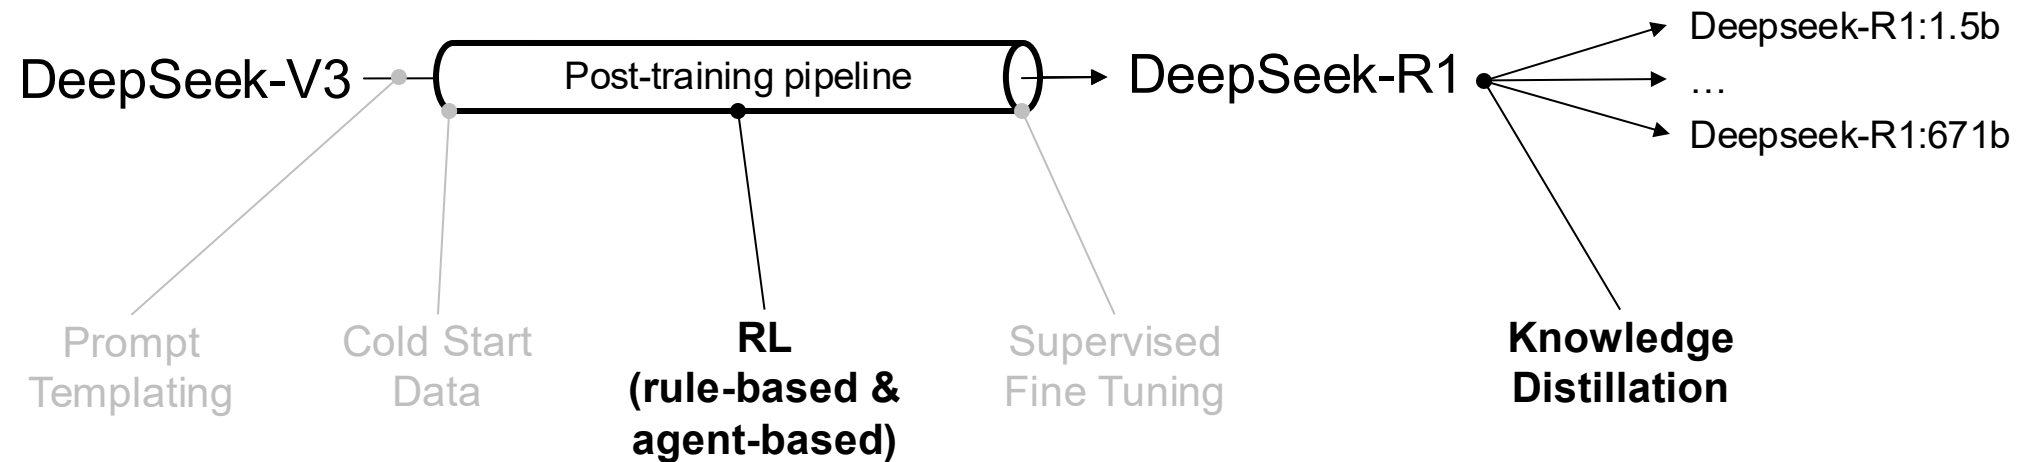 DeepSeek-V3
Post-training pipeline
DeepSeek-R1
Deepseek-R1:1.5b
...
Deepseek-R1:671b
Prompt
Templating
Cold Start
Data
RL
(rule-based &
agent-based)
Supervised
Fine Tuning
Knowledge
Distillation